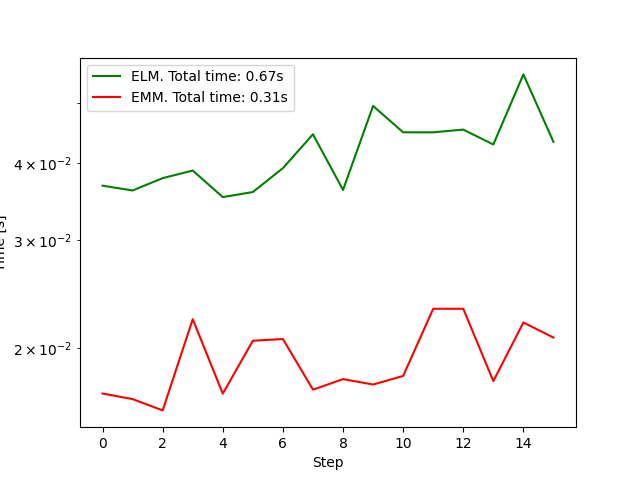 ELM. Total time: 0.67s
EMM. Total time: 0.31s
4 × 10⁻²
3 × 10⁻²
2 × 10⁻²
Time [s]
0 2 4 6 8 10 12 14
Step